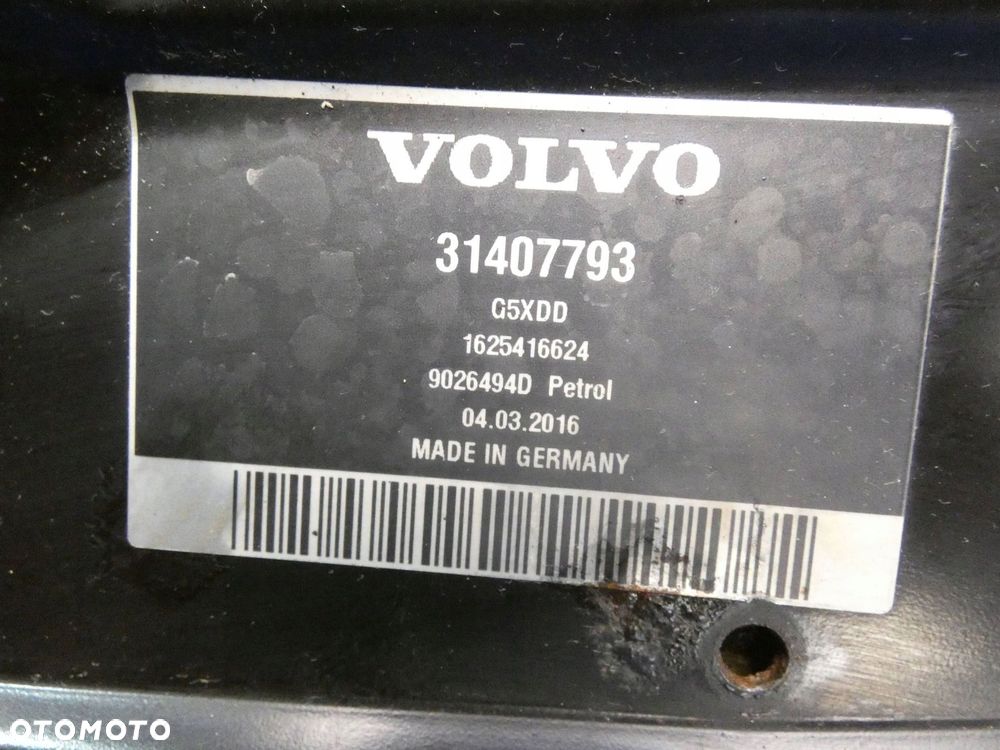 VOLVO
31407793
G5XDD
1625416624
9026494D Petrol
04.03.2016
MADE IN GERMANY
OTOMOTO